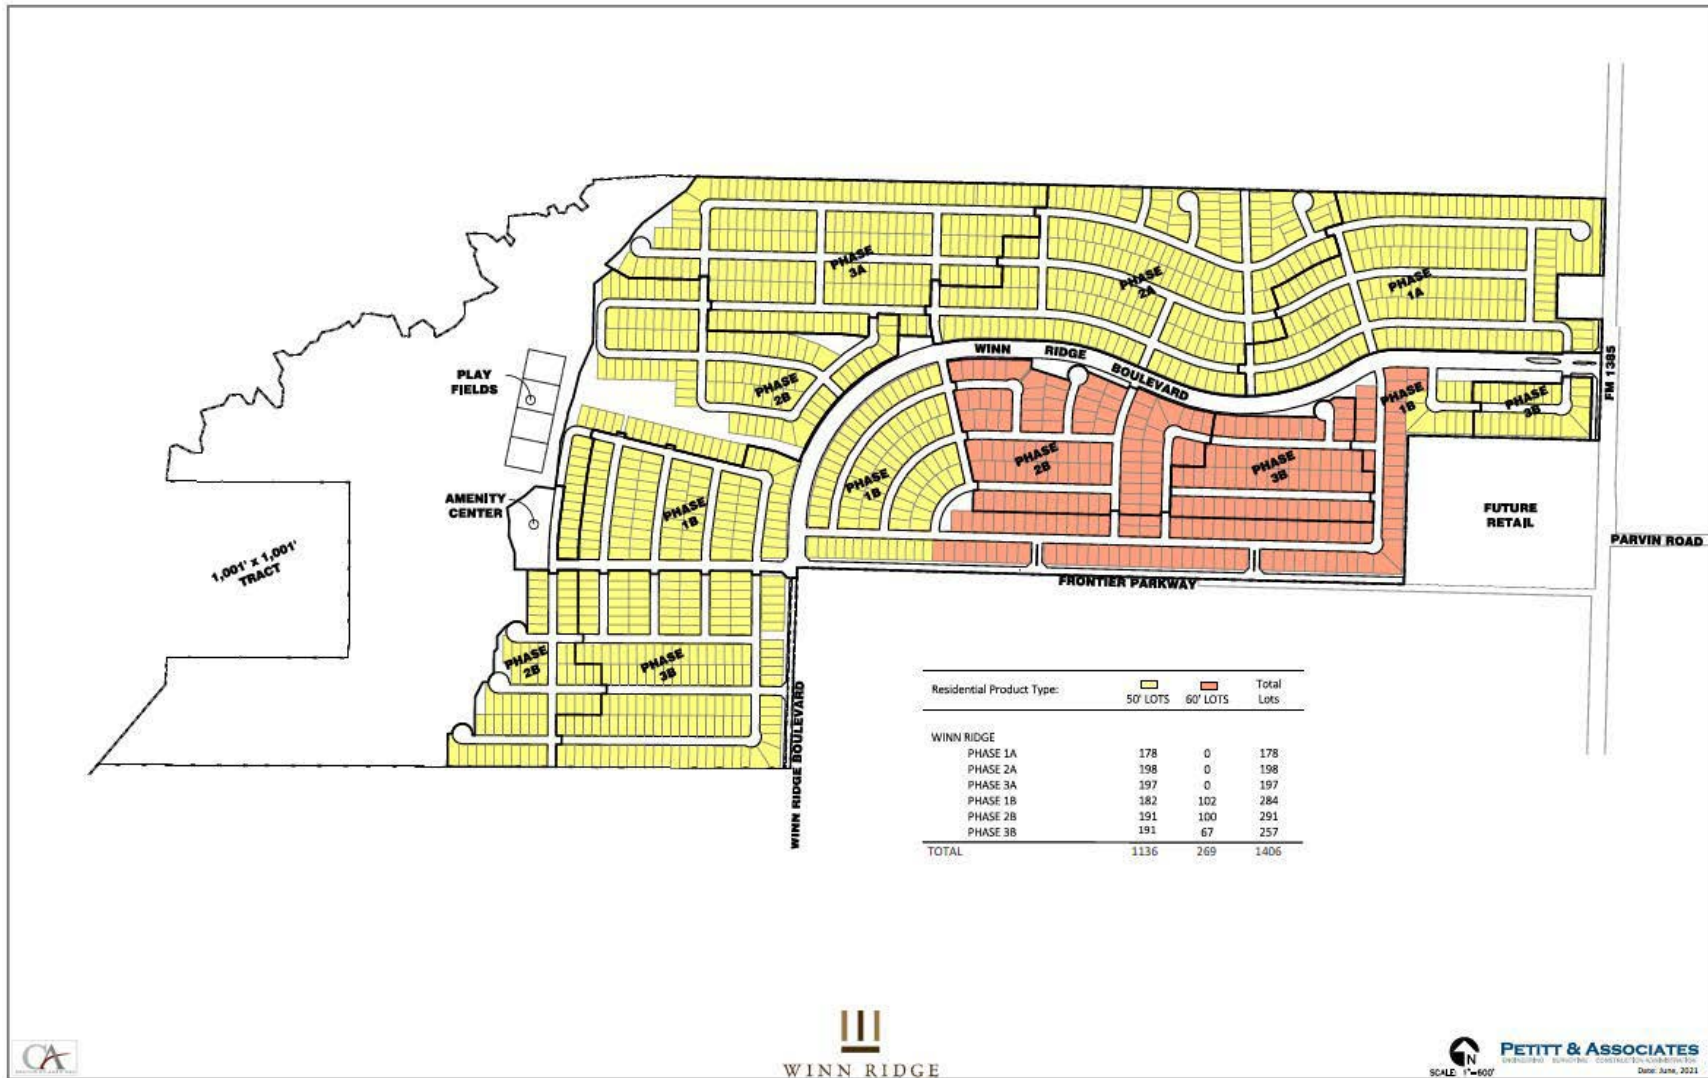 PHASE
3A
PHASE
2A
PHASE
1A
WINN RIDGE BOULEVARD
PLAY
FIELDS
PHASE
2B
PHASE
1B
PHASE
3B
FM 1385
AMENITY
CENTER
PHASE
1B
PHASE
1B
PHASE
2B
PHASE
3B
FUTURE
RETAIL
PARVIN ROAD
1,001' x 1,001'
TRACT
FRONTIER PARKWAY
PHASE
2B
PHASE
3B
WINN RIDGE BOULEVARD
Residential Product Type: 50' LOTS 60' LOTS Total Lots
WINN RIDGE
PHASE 1A 178 0 178
PHASE 2A 198 0 198
PHASE 3A 197 0 197
PHASE 1B 182 102 284
PHASE 2B 191 100 291
PHASE 3B 191 67 257
TOTAL 1136 269 1406
CA
WINN RIDGE
N
SCALE: 1"=600'
PETITT & ASSOCIATES
ENGINEERING SURVEYING CONSTRUCTION ADMINISTRATION
Date: June, 2021